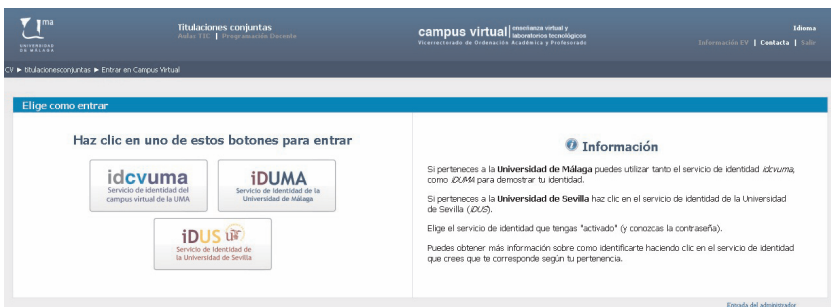 uma
UNIVERSIDAD
DE MÁLAGA
Titulaciones conjuntas
Aulas TIC | Programación Docente
campus virtual
enseñanza virtual y
laboratorios tecnológicos
Vicerrectorado de Ordenación Académica y Profesorado
Idioma
Información EV | Contacta | Salir
CV ► titulacionesconjuntas ► Entrar en Campus Virtual
Elige como entrar
Haz clic en uno de estos botones para entrar
idcvuma
Servicio de identidad del
campus virtual de la UMA
iDUMA
Servicio de Identidad de la
Universidad de Málaga
iDUS
Servicio de Identidad de
la Universidad de Sevilla
Información
Si perteneces a la Universidad de Málaga puedes utilizar tanto el servicio de identidad idcvuma,
como iDUMA para demostrar tu identidad.
Si perteneces a la Universidad de Sevilla haz clic en el servicio de identidad de la Universidad
de Sevilla (iDUS).
Elige el servicio de identidad que tengas "activado" (y conozcas la contraseña).
Puedes obtener más información sobre como identificarte haciendo clic en el servicio de identidad
que crees que te corresponde según tu pertenencia.
Entrada del administrador